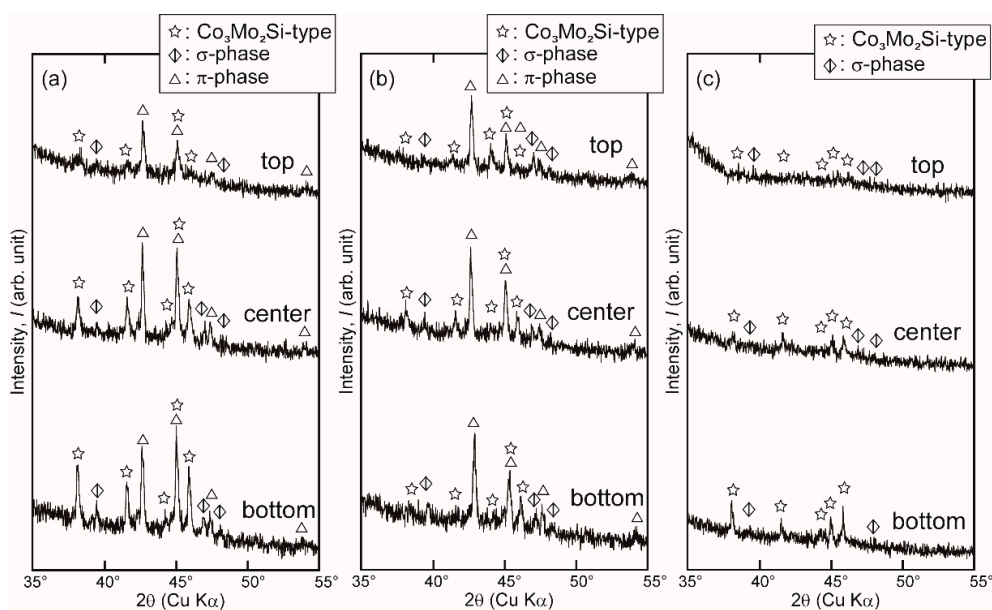 ☆: Co₃Mo₂Si-type
: σ-phase
△: π-phase
(a)
top
center
bottom
Intensity, I (arb. unit)
35° 40° 45° 50° 55°
2θ (Cu Kα)
☆: Co₃Mo₂Si-type
: σ-phase
△: π-phase
(b)
top
center
bottom
Intensity, I (arb. unit)
35° 40° 45° 50° 55°
2θ (Cu Kα)
☆: Co₃Mo₂Si-type
: σ-phase
(c)
top
center
bottom
Intensity, I (arb. unit)
35° 40° 45° 50° 55°
2θ (Cu Kα)